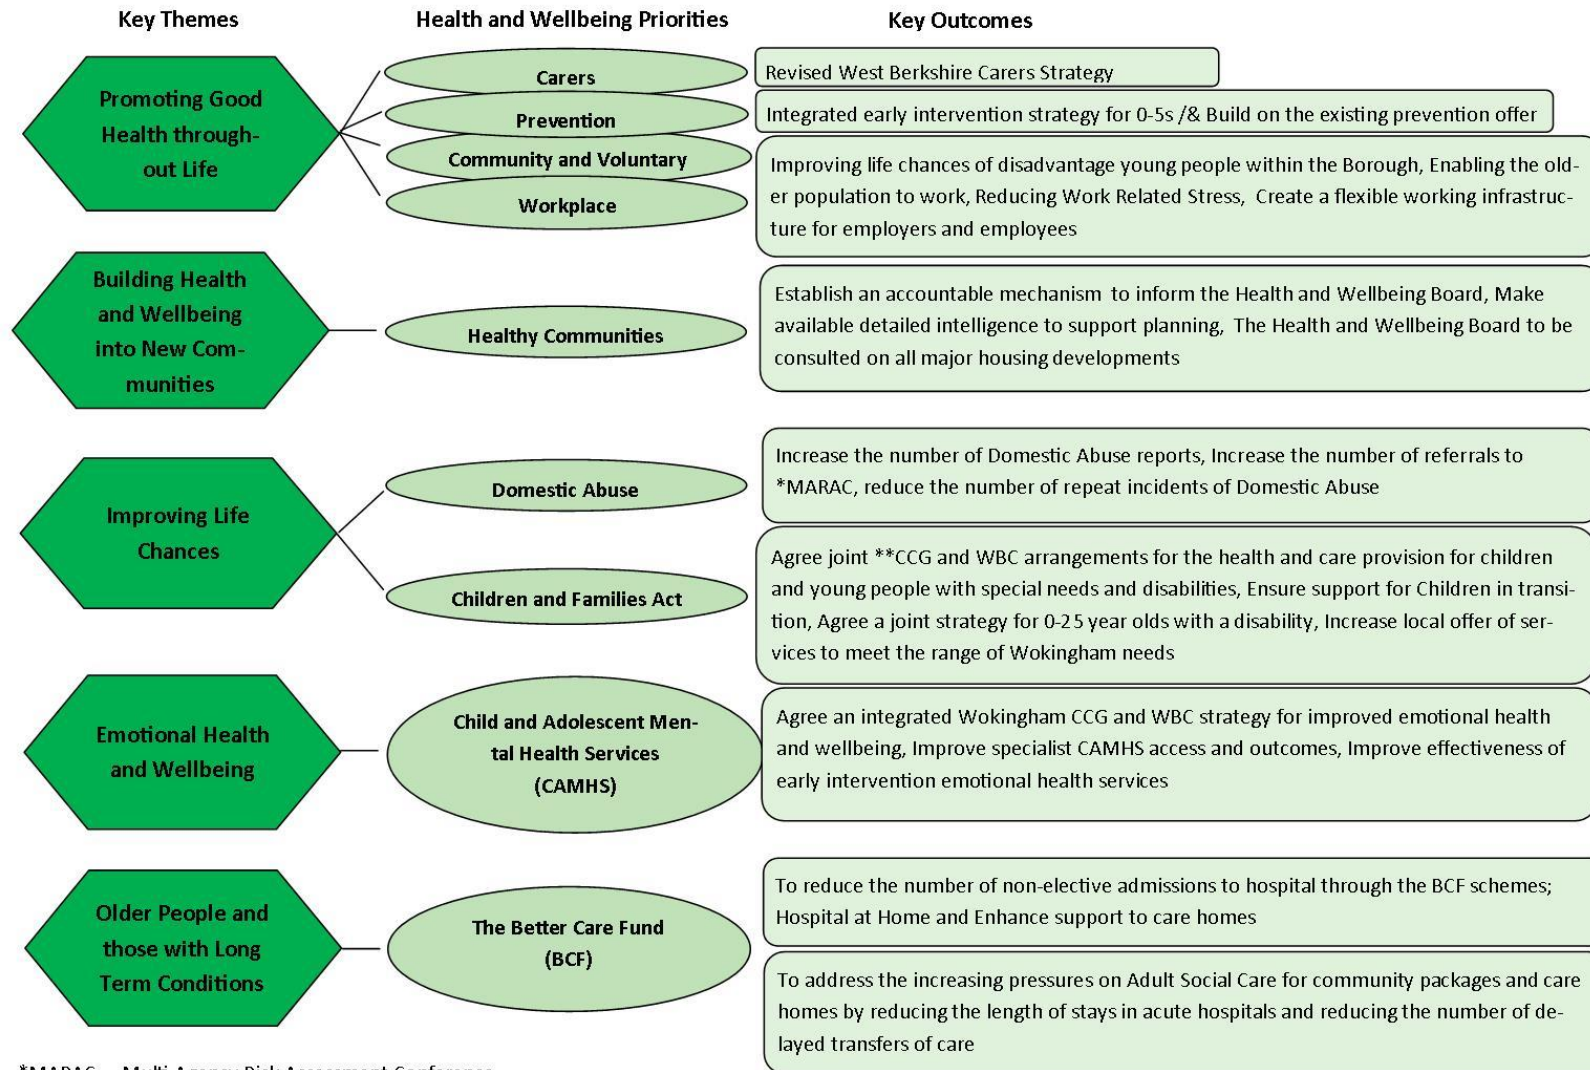 Key Themes
Health and Wellbeing Priorities
Key Outcomes
Promoting Good
Health through-
out Life
Carers
Prevention
Community and Voluntary
Workplace
Revised West Berkshire Carers Strategy
Integrated early intervention strategy for 0-5s /& Build on the existing prevention offer
Improving life chances of disadvantage young people within the Borough, Enabling the old-
er population to work, Reducing Work Related Stress, Create a flexible working infrastruc-
ture for employers and employees
Building Health
and Wellbeing
into New Com-
munities
Healthy Communities
Establish an accountable mechanism to inform the Health and Wellbeing Board, Make
available detailed intelligence to support planning, The Health and Wellbeing Board to be
consulted on all major housing developments
Improving Life
Chances
Domestic Abuse
Increase the number of Domestic Abuse reports, Increase the number of referrals to
*MARAC, reduce the number of repeat incidents of Domestic Abuse
Children and Families Act
Agree joint **CCG and WBC arrangements for the health and care provision for children
and young people with special needs and disabilities, Ensure support for Children in transi-
tion, Agree a joint strategy for 0-25 year olds with a disability, Increase local offer of ser-
vices to meet the range of Wokingham needs
Emotional Health
and Wellbeing
Child and Adolescent Men-
tal Health Services
(CAMHS)
Agree an integrated Wokingham CCG and WBC strategy for improved emotional health
and wellbeing, Improve specialist CAMHS access and outcomes, Improve effectiveness of
early intervention emotional health services
Older People and
those with Long
Term Conditions
The Better Care Fund
(BCF)
To reduce the number of non-elective admissions to hospital through the BCF schemes;
Hospital at Home and Enhance support to care homes
To address the increasing pressures on Adult Social Care for community packages and care
homes by reducing the length of stays in acute hospitals and reducing the number of de-
layed transfers of care
*MARAC - Multi Agency Risk Assessment Conference